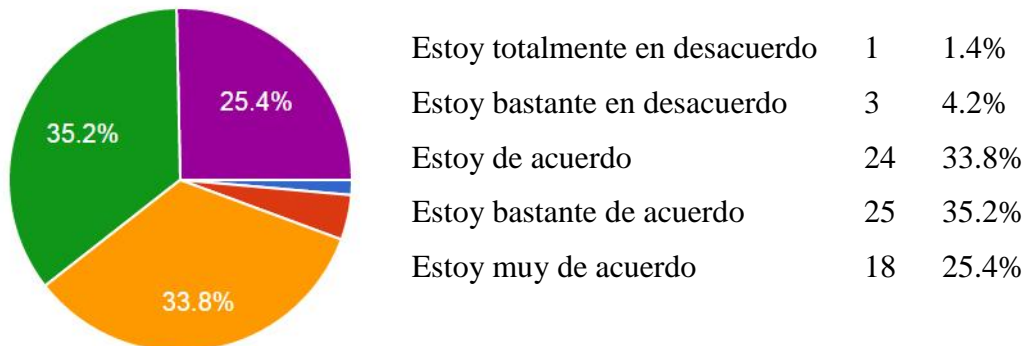 25.4%
35.2%
33.8%
Estoy totalmente en desacuerdo 1 1.4%
Estoy bastante en desacuerdo 3 4.2%
Estoy de acuerdo 24 33.8%
Estoy bastante de acuerdo 25 35.2%
Estoy muy de acuerdo 18 25.4%